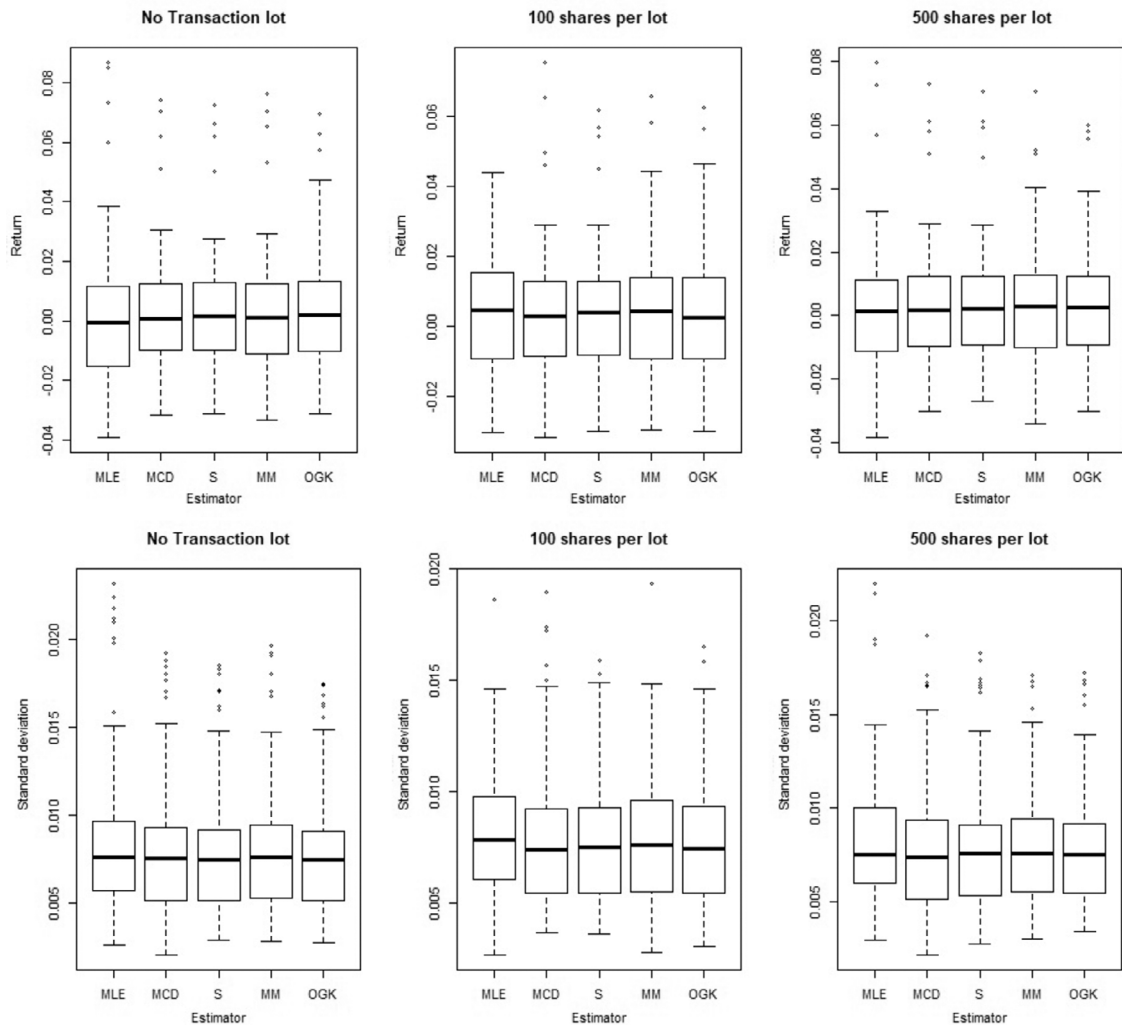 No Transaction lot
100 shares per lot
500 shares per lot
Return
0.08
0.06
0.04
0.02
0.00
-0.02
-0.04
MLE MCD S MM OGK
Estimator
Return
0.06
0.04
0.02
0.00
-0.02
MLE MCD S MM OGK
Estimator
Return
0.08
0.06
0.04
0.02
0.00
-0.02
-0.04
MLE MCD S MM OGK
Estimator
No Transaction lot
100 shares per lot
500 shares per lot
Standard deviation
0.020
0.015
0.010
0.005
MLE MCD S MM OGK
Estimator
Standard deviation
0.020
0.015
0.010
0.005
MLE MCD S MM OGK
Estimator
Standard deviation
0.020
0.015
0.010
0.005
MLE MCD S MM OGK
Estimator